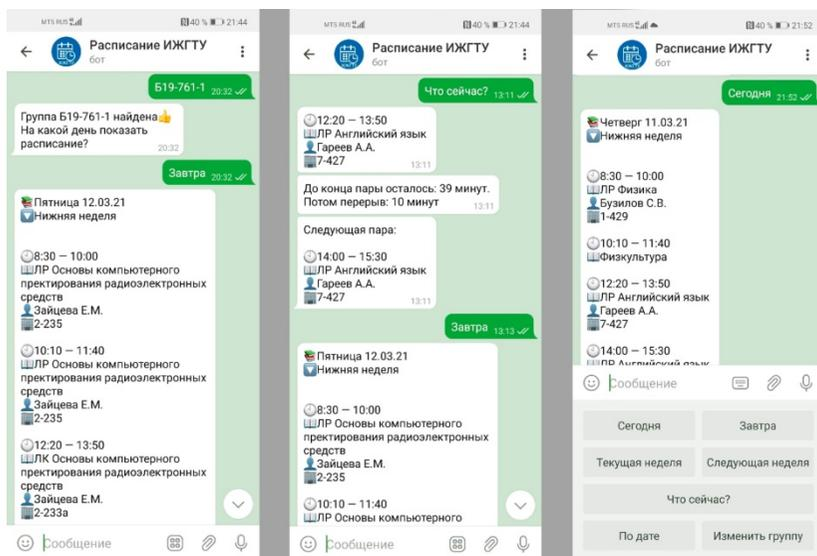 MTS RUS
40 %
21:44
Расписание ИЖГТУ
бот
Б19-761-1 20:32
Группа Б19-761-1 найдена
На какой день показать
расписание?
20:32
Завтра 20:32
Пятница 12.03.21
Нижняя неделя
8:30 — 10:00
ЛР Основы компьютерного
пректирования радиоэлектронных
средств
Зайцева Е.М.
2-235
10:10 — 11:40
ЛР Основы компьютерного
пректирования радиоэлектронных
средств
Зайцева Е.М.
2-235
12:20 — 13:50
ЛК Основы компьютерного
пректирования радиоэлектронных
средств
Зайцева Е.М.
2-233а
Сообщение
MTS RUS
40 %
21:44
Расписание ИЖГТУ
бот
Что сейчас? 13:11
12:20 — 13:50
ЛР Английский язык
Гареев А.А.
7-427
13:11
До конца пары осталось: 39 минут.
Потом перерыв: 10 минут
13:11
Следующая пара:
14:00 — 15:30
ЛР Английский язык
Гареев А.А.
7-427
13:11
Завтра 13:13
Пятница 12.03.21
Нижняя неделя
8:30 — 10:00
ЛР Основы компьютерного
пректирования радиоэлектронных
средств
Зайцева Е.М.
2-235
10:10 — 11:40
ЛР Основы компьютерного
Сообщение
MTS RUS
40 %
21:52
Расписание ИЖГТУ
бот
Сегодня 21:52
Четверг 11.03.21
Нижняя неделя
8:30 — 10:00
ЛР Физика
Бузилов С.В.
1-429
10:10 — 11:40
Физкультура
12:20 — 13:50
ЛР Английский язык
Гареев А.А.
7-427
14:00 — 15:30
ЛР Английский язык
Сообщение
Сегодня
Завтра
Текущая неделя
Следующая неделя
Что сейчас?
По дате
Изменить группу